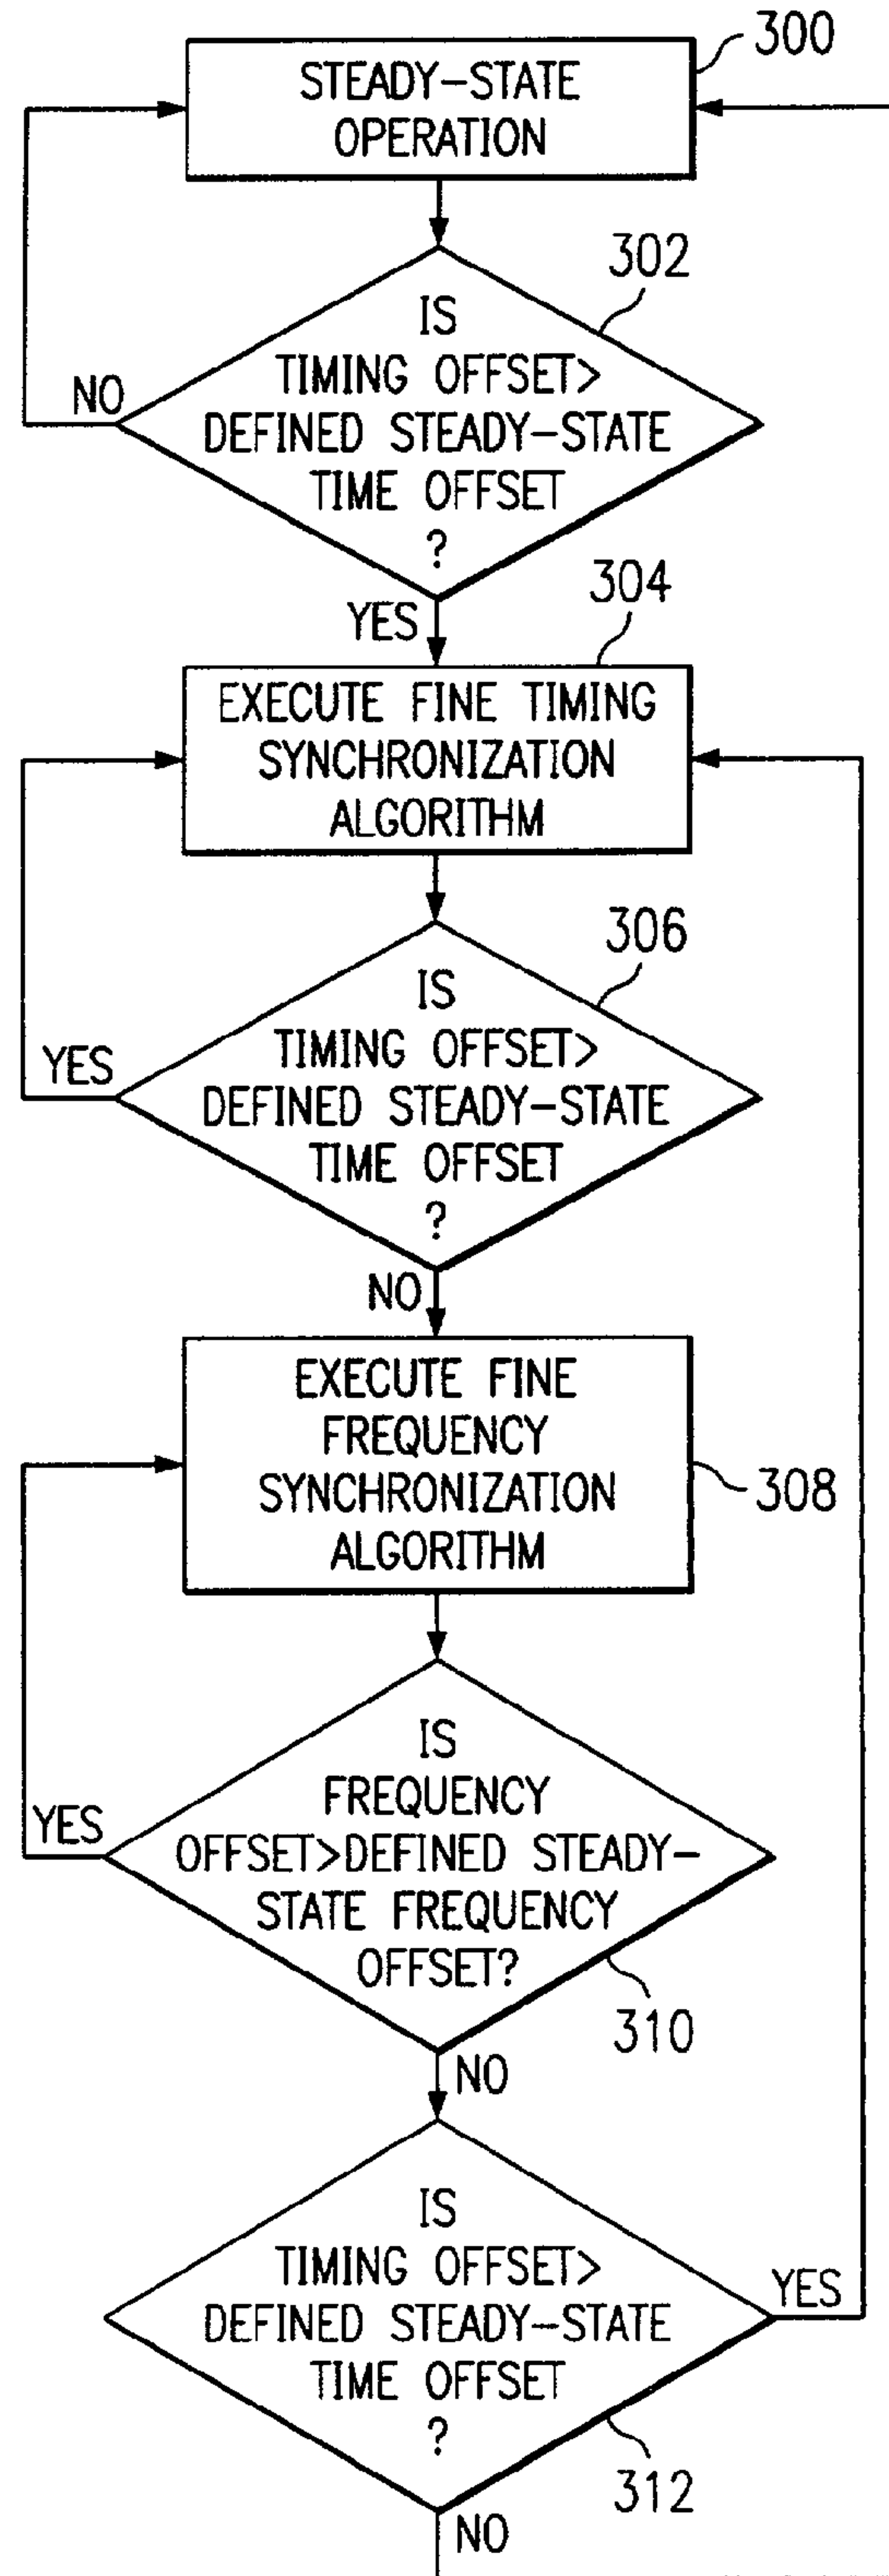 300
STEADY-STATE
OPERATION
302
IS
TIMING OFFSET>
DEFINED STEADY-STATE
TIME OFFSET
?
NO
YES
304
EXECUTE FINE TIMING
SYNCHRONIZATION
ALGORITHM
306
IS
TIMING OFFSET>
DEFINED STEADY-STATE
TIME OFFSET
?
YES
NO
EXECUTE FINE
FREQUENCY
SYNCHRONIZATION
ALGORITHM
308
IS
FREQUENCY
OFFSET>DEFINED STEADY-
STATE FREQUENCY
OFFSET?
YES
310
NO
IS
TIMING OFFSET>
DEFINED STEADY-STATE
TIME OFFSET
?
YES
312
NO